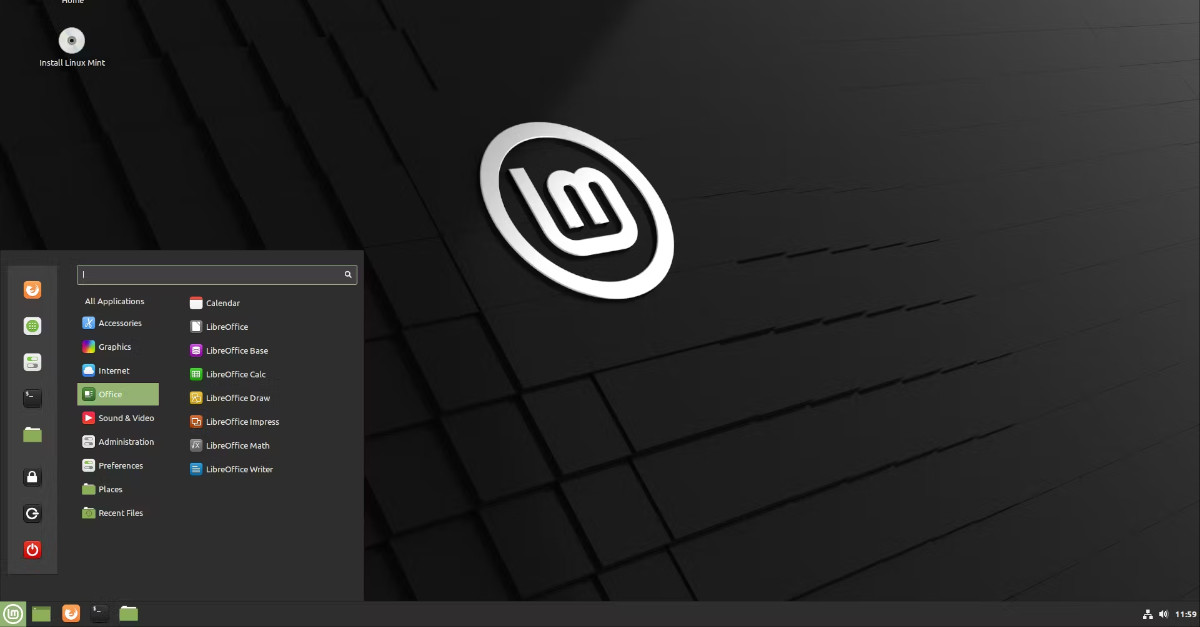 Home
Install Linux Mint
lm
All Applications
Accessories
Graphics
Internet
Office
Sound & Video
Administration
Preferences
Places
Recent Files
Calendar
LibreOffice
LibreOffice Base
LibreOffice Calc
LibreOffice Draw
LibreOffice Impress
LibreOffice Math
LibreOffice Writer
11:59